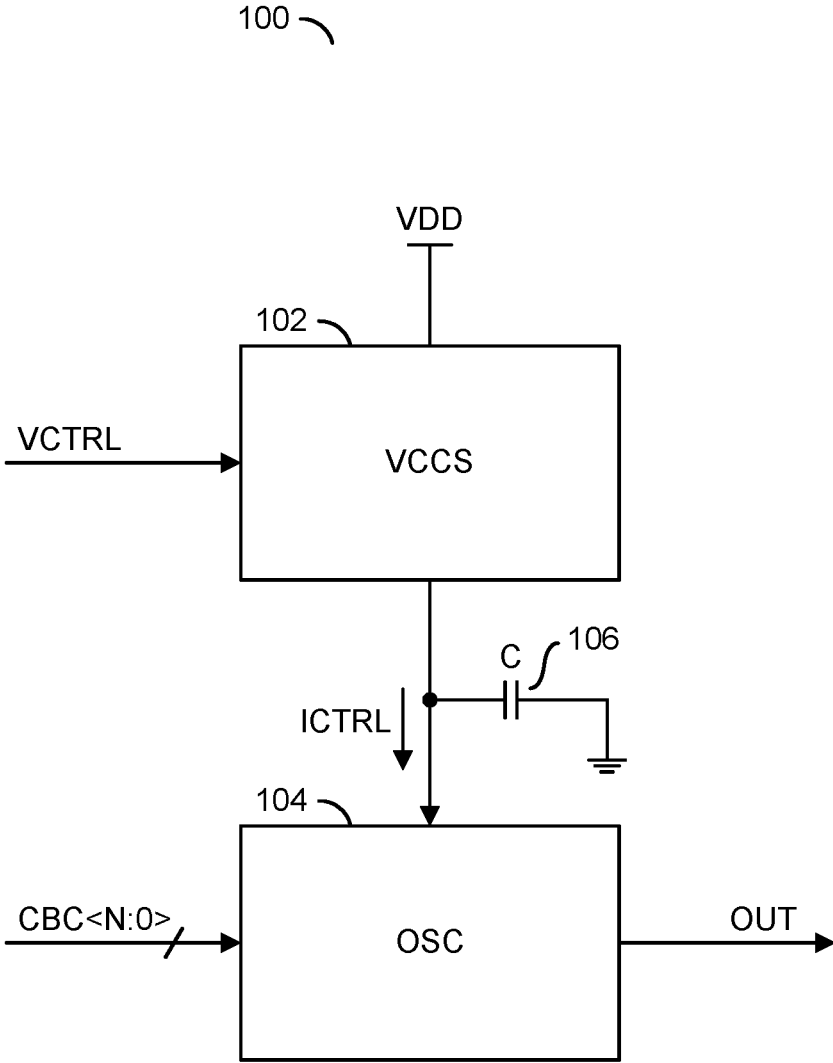 100
VDD
102
VCTRL
VCCS
C
106
ICTRL
104
CBC<N:0>
OSC
OUT